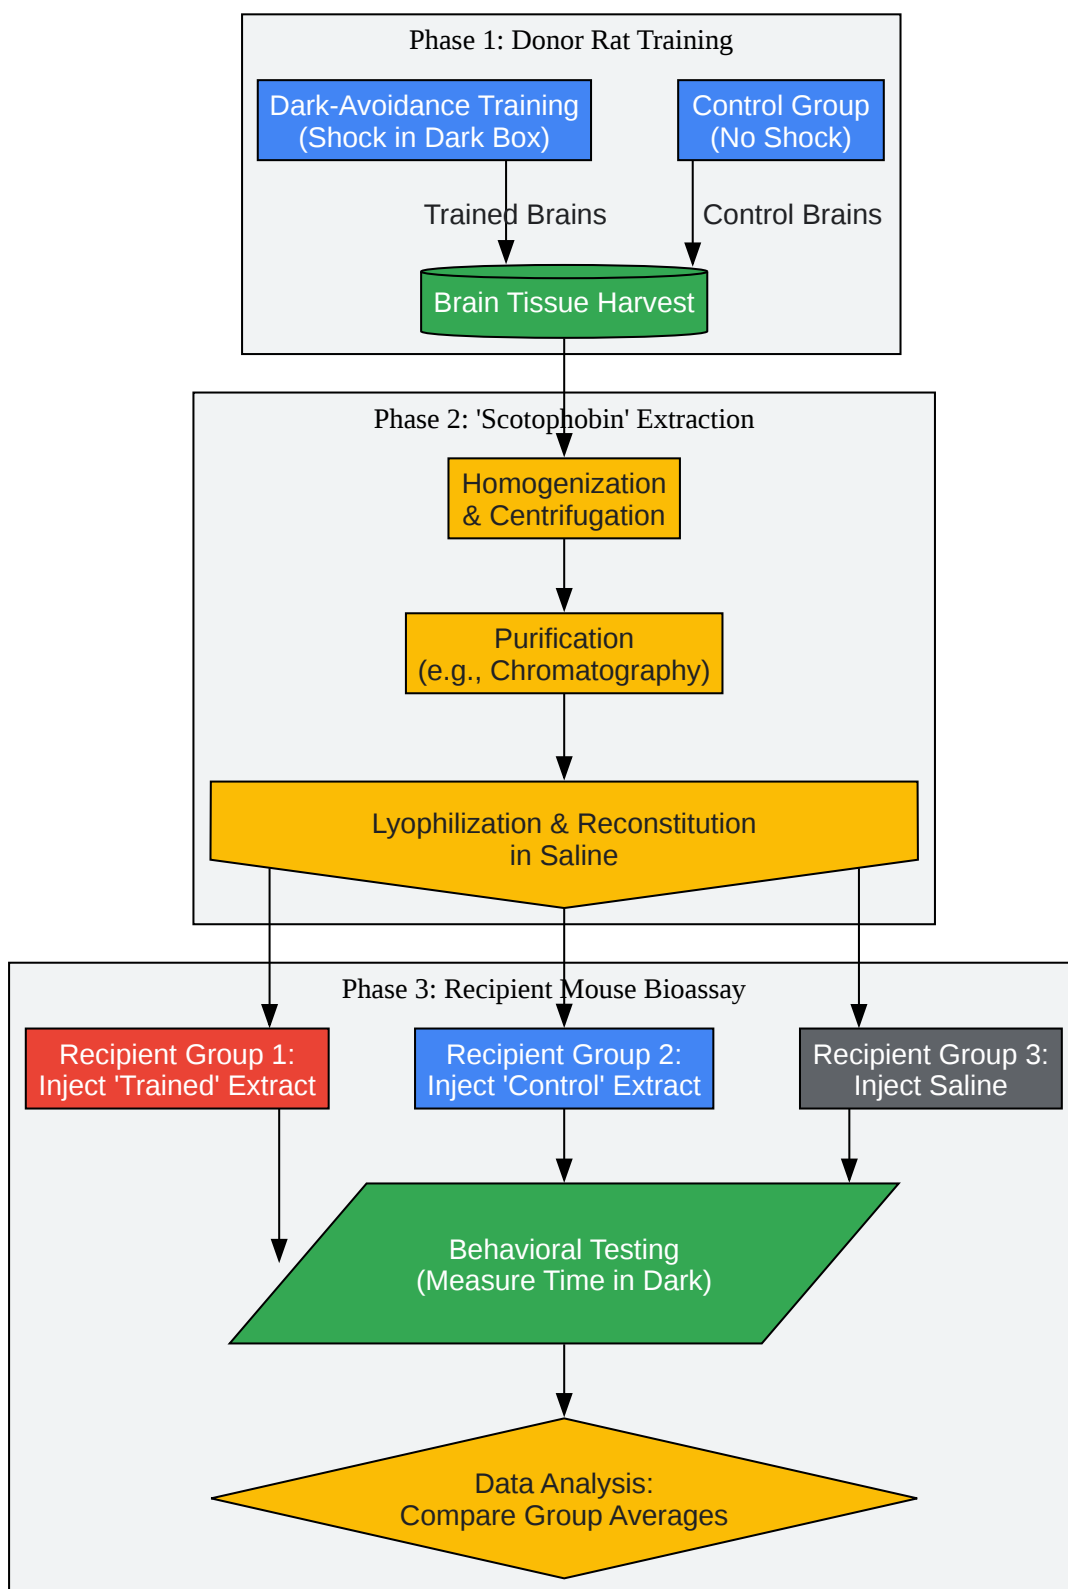 Phase 1: Donor Rat Training
Dark-Avoidance Training
(Shock in Dark Box)
Control Group
(No Shock)
Trained Brains
Control Brains
Brain Tissue Harvest
Phase 2: 'Scotophobin' Extraction
Homogenization
& Centrifugation
Purification
(e.g., Chromatography)
Lyophilization & Reconstitution
in Saline
Phase 3: Recipient Mouse Bioassay
Recipient Group 1:
Inject 'Trained' Extract
Recipient Group 2:
Inject 'Control' Extract
Recipient Group 3:
Inject Saline
Behavioral Testing
(Measure Time in Dark)
Data Analysis:
Compare Group Averages